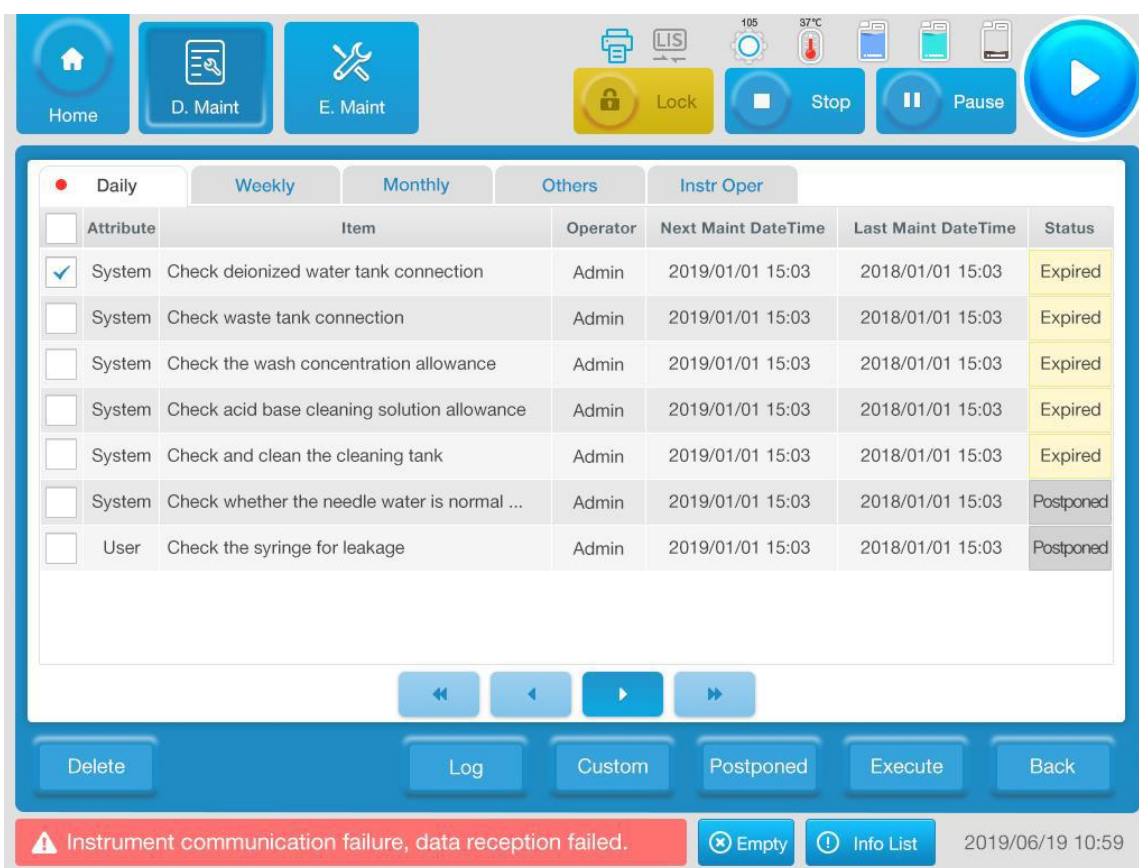 105 37℃
LIS
Home D. Maint E. Maint Lock Stop Pause
Daily Weekly Monthly Others Instr Oper
Attribute Item Operator Next Maint DateTime Last Maint DateTime Status
System Check deionized water tank connection Admin 2019/01/01 15:03 2018/01/01 15:03 Expired
System Check waste tank connection Admin 2019/01/01 15:03 2018/01/01 15:03 Expired
System Check the wash concentration allowance Admin 2019/01/01 15:03 2018/01/01 15:03 Expired
System Check acid base cleaning solution allowance Admin 2019/01/01 15:03 2018/01/01 15:03 Expired
System Check and clean the cleaning tank Admin 2019/01/01 15:03 2018/01/01 15:03 Expired
System Check whether the needle water is normal ... Admin 2019/01/01 15:03 2018/01/01 15:03 Postponed
User Check the syringe for leakage Admin 2019/01/01 15:03 2018/01/01 15:03 Postponed
Delete Log Custom Postponed Execute Back
Instrument communication failure, data reception failed. Empty Info List 2019/06/19 10:59